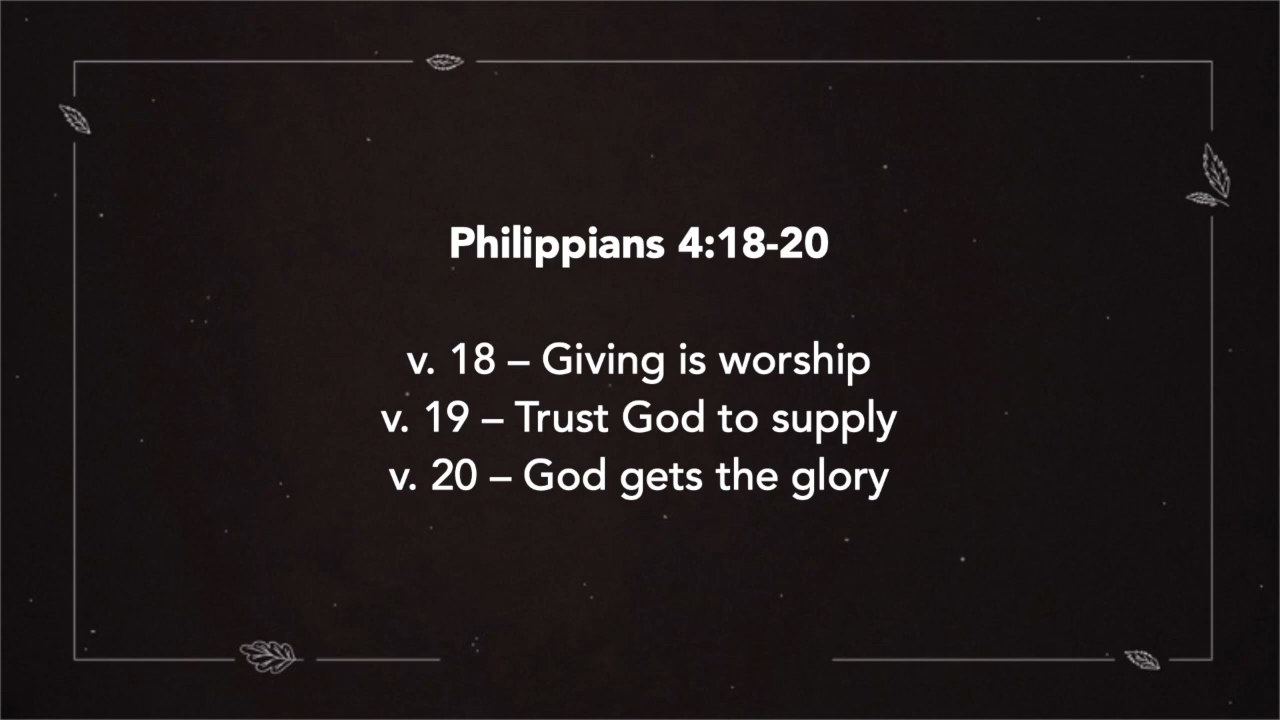 Philippians 4:18-20
v. 18 – Giving is worship
v. 19 – Trust God to supply
v. 20 – God gets the glory